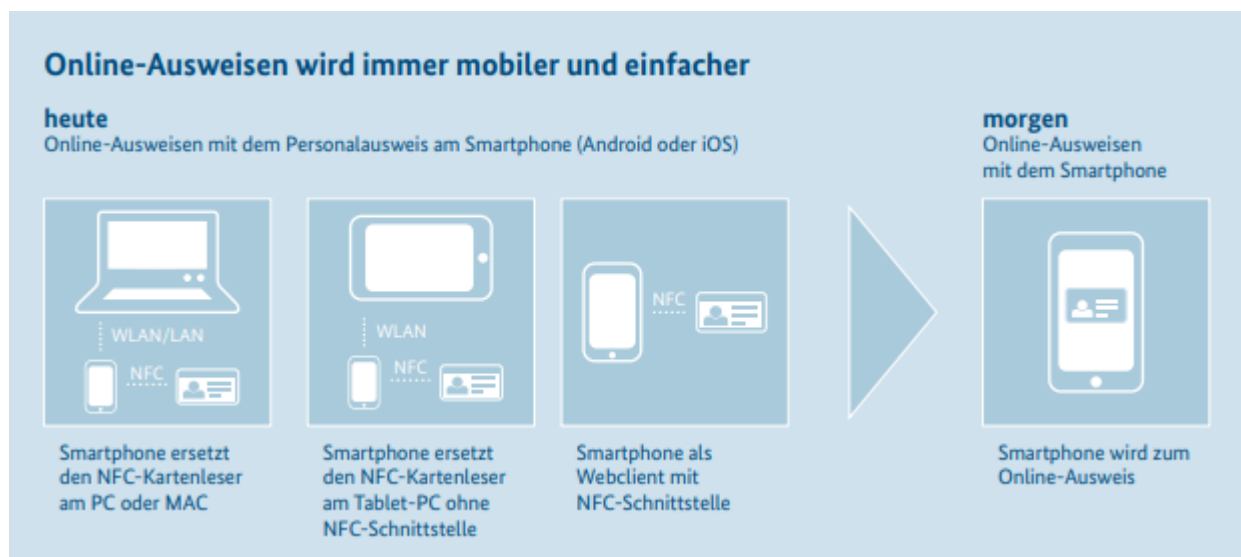 Online-Ausweisen wird immer mobiler und einfacher
heute
Online-Ausweisen mit dem Personalausweis am Smartphone (Android oder iOS)
morgen
Online-Ausweisen
mit dem Smartphone
WLAN/LAN
NFC
WLAN
NFC
NFC
Smartphone ersetzt
den NFC-Kartenleser
am PC oder MAC
Smartphone ersetzt
den NFC-Kartenleser
am Tablet-PC ohne
NFC-Schnittstelle
Smartphone als
Webclient mit
NFC-Schnittstelle
Smartphone wird zum
Online-Ausweis